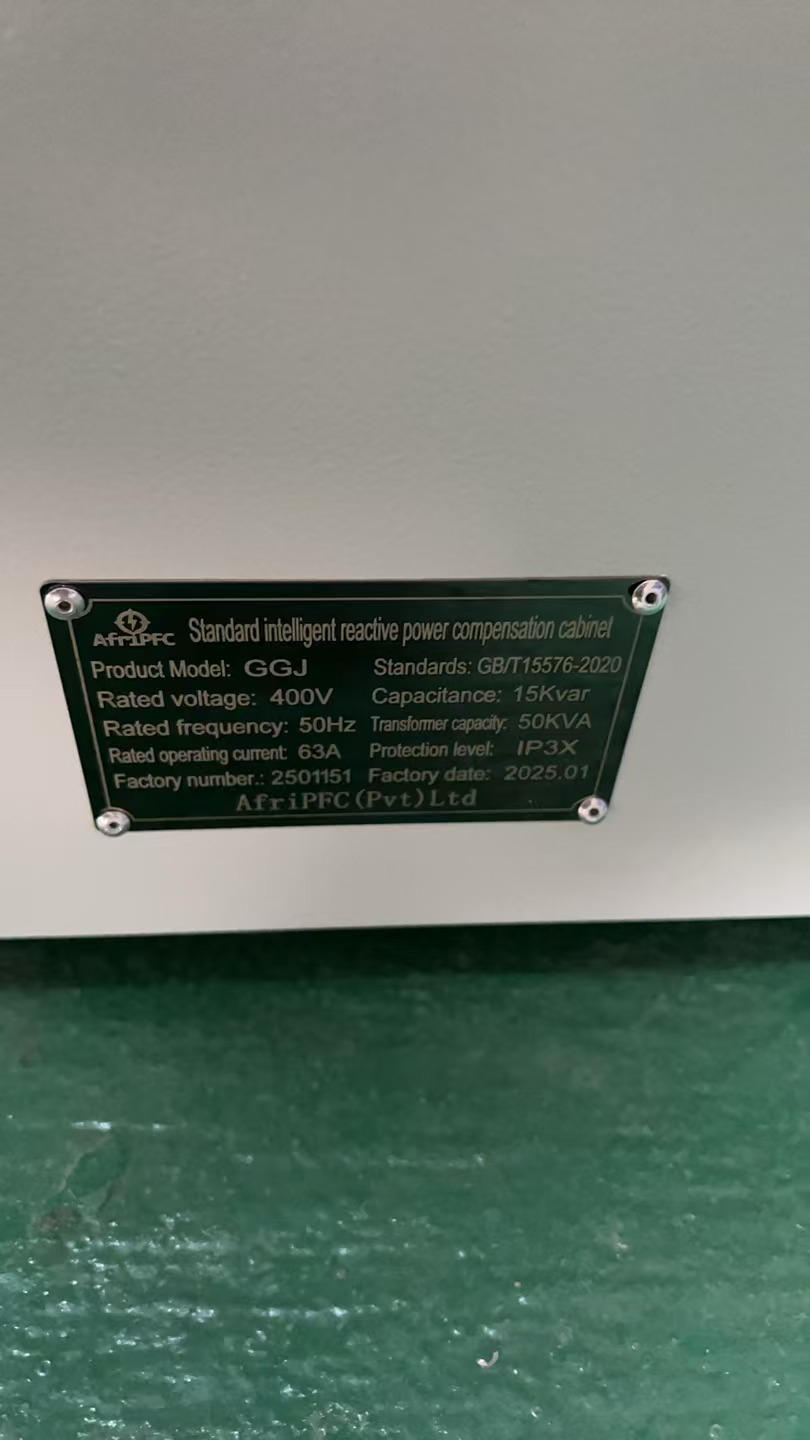 AfriPFC Standard intelligent reactive power compensation cabinet
Product Model: GGJ Standards: GB/T15576-2020
Rated voltage: 400V Capacitance: 15Kvar
Rated frequency: 50Hz Transformer capacity: 50KVA
Rated operating current: 63A Protection level: IP3X
Factory number.: 2501151 Factory date: 2025.01
AfriPFC(Pvt)Ltd